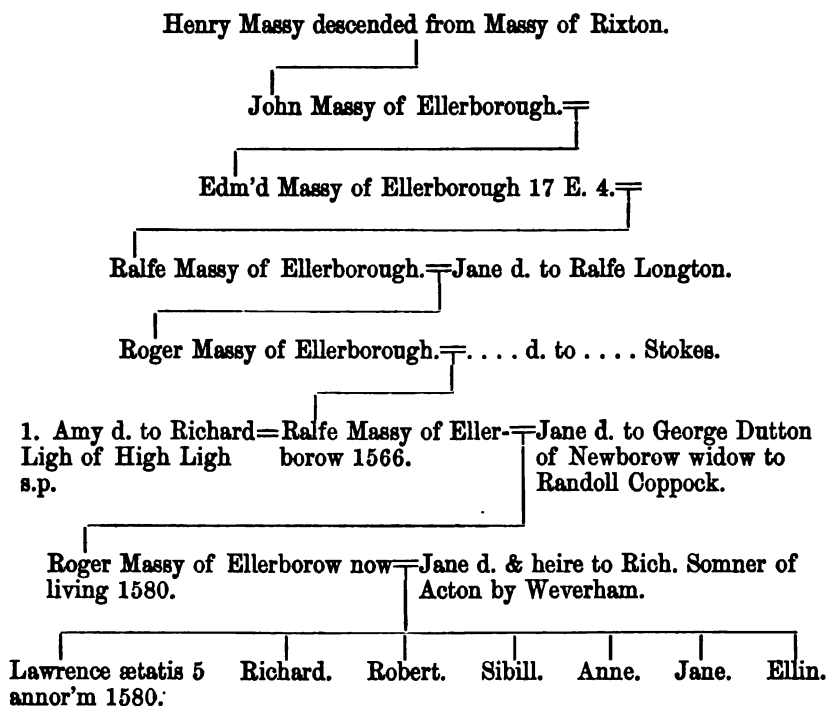 Henry Massy descended from Massy of Rixton.
John Massy of Ellerborough.=
Edm'd Massy of Ellerborough 17 E. 4.=
Ralfe Massy of Ellerborough.=Jane d. to Ralfe Longton.
Roger Massy of Ellerborough.=. . . . d. to . . . . Stokes.
1. Amy d. to Richard=Ralfe Massy of Eller-=Jane d. to George Dutton
Ligh of High Ligh borow 1566. of Newborow widow to
s.p. Randoll Coppock.
Roger Massy of Ellerborow now=Jane d. & heire to Rich. Somner of
living 1580. Acton by Weverham.
Lawrence ætatis 5 Richard. Robert. Sibill. Anne. Jane. Ellin.
annor'm 1580.